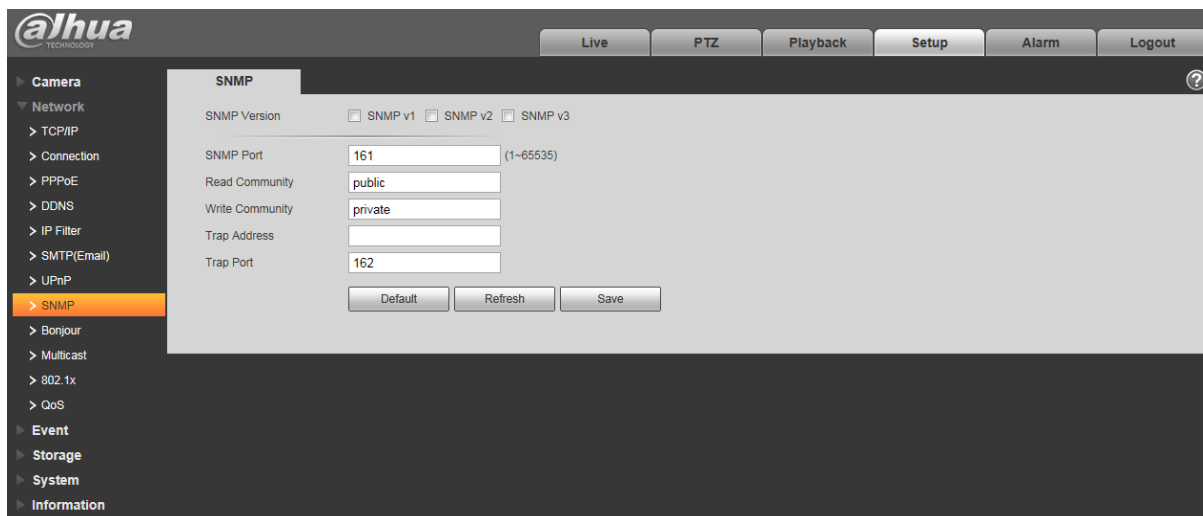 alhua
TECHNOLOGY
Live PTZ Playback Setup Alarm Logout
Camera
Network
> TCP/IP
> Connection
> PPPoE
> DDNS
> IP Filter
> SMTP(Email)
> UPnP
> SNMP
> Bonjour
> Multicast
> 802.1x
> QoS
Event
Storage
System
Information
SNMP
?
SNMP Version SNMP v1 SNMP v2 SNMP v3
SNMP Port 161 (1~65535)
Read Community public
Write Community private
Trap Address
Trap Port 162
Default Refresh Save